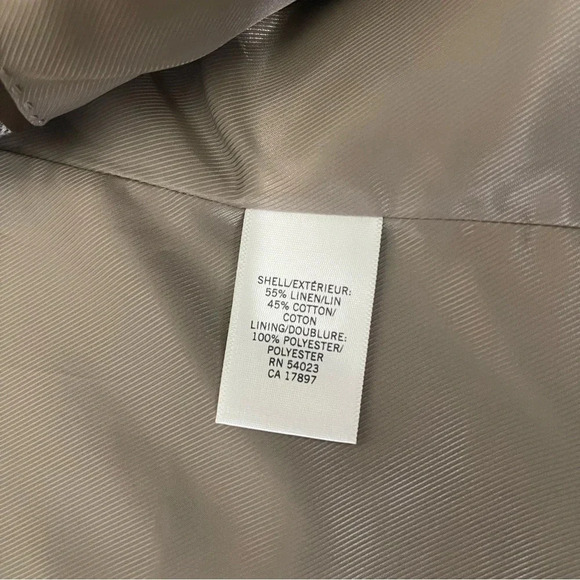 SHELL/EXTÉRIEUR:
55% LINEN/LIN
45% COTTON/
COTON
LINING/DOUBLURE:
100% POLYESTER/
POLYESTER
RN 54023
CA 17897